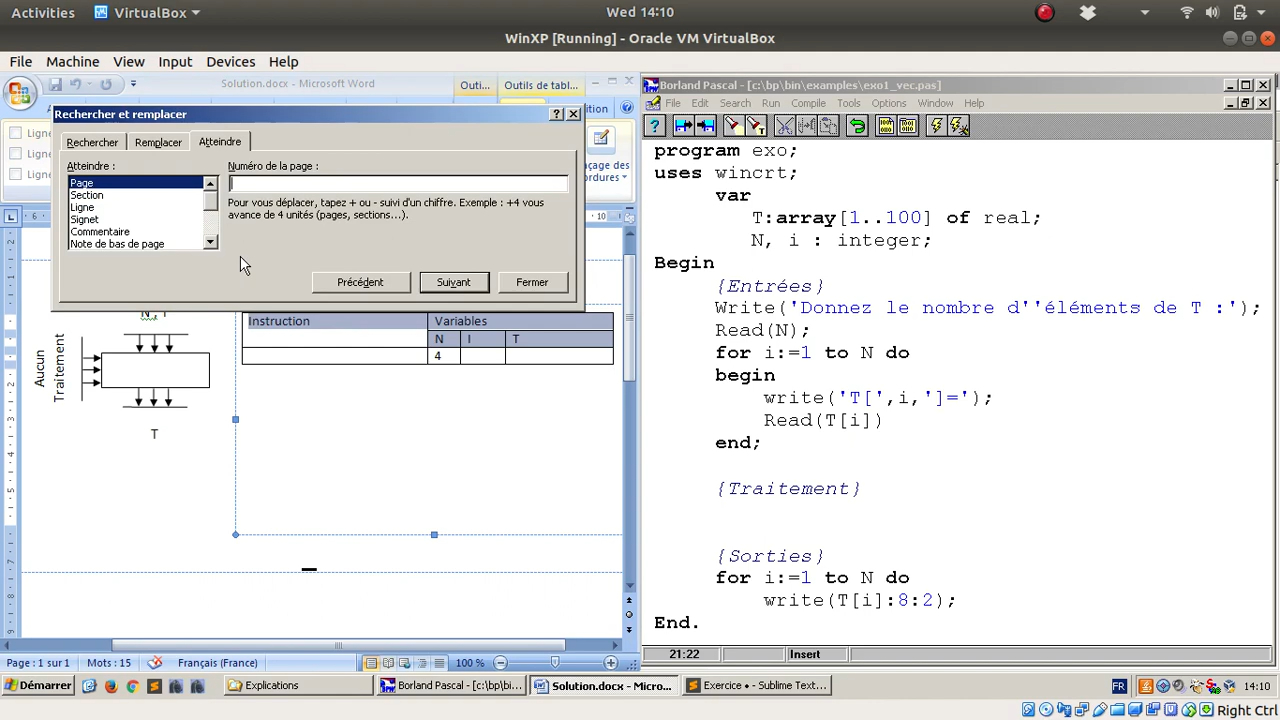 Activities VirtualBox Wed 14:10
WinXP [Running] - Oracle VM VirtualBox
File Machine View Input Devices Help
Solution.docx - Microsoft Word Outi... Outils de tabl...
Rechercher et remplacer
Rechercher Remplacer Atteindre
Atteindre :
Page
Section
Ligne
Signet
Commentaire
Note de bas de page
Numéro de la page :
Pour vous déplacer, tapez + ou - suivi d'un chiffre. Exemple : +4 vous
avance de 4 unités (pages, sections...).
Précédent Suivant Fermer
Ligne
Ligne
Ligne
N, T
Aucun
Traitement
T
Instruction Variables
N I T
4
Page : 1 sur 1 Mots : 15 Français (France) 100 %
Borland Pascal - [c:\bp\bin\examples\exo1_vec.pas]
File Edit Search Run Compile Tools Options Window Help
program exo;
uses wincrt;
var
T:array[1..100] of real;
N, i : integer;
Begin
{Entrées}
Write('Donnez le nombre d''éléments de T :');
Read(N);
for i:=1 to N do
begin
write('T[',i,']=');
Read(T[i])
end;
{Traitement}
{Sorties}
for i:=1 to N do
write(T[i]:8:2);
End.
21:22 Insert
Démarrer Explications Borland Pascal - [c:\bp\bi... Solution.docx - Micro... Exercice • - Sublime Text... FR 14:10
Right Ctrl